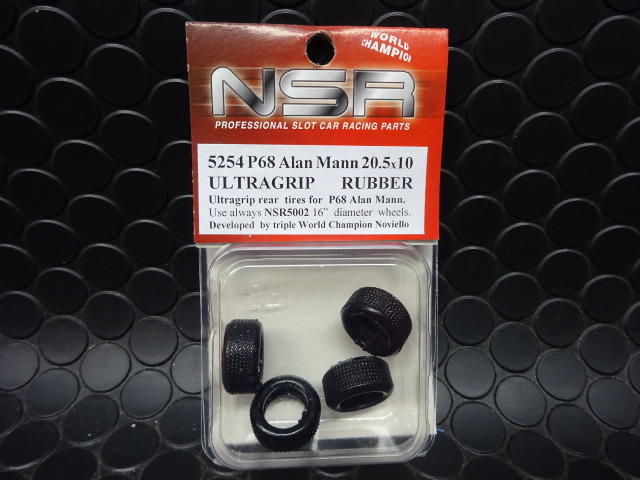 WORLD
CHAMPION
NSR
PROFESSIONAL SLOT CAR RACING PARTS
5254 P68 Alan Mann 20.5x10
ULTRAGRIP RUBBER
Ultragrip rear tires for P68 Alan Mann.
Use always NSR5002 16" diameter wheels.
Developed by triple World Champion Noviello